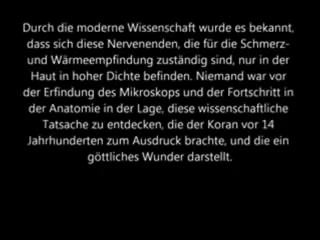 Durch die moderne Wissenschaft wurde es bekannt,
dass sich diese Nervenenden, die für die Schmerz-
und Wärmeempfindung zuständig sind, nur in der
Haut in hoher Dichte befinden. Niemand war vor
der Erfindung des Mikroskops und der Fortschritt in
der Anatomie in der Lage, diese wissenschaftliche
Tatsache zu entdecken, die der Koran vor 14
Jahrhunderten zum Ausdruck brachte, und die ein
göttliches Wunder darstellt.